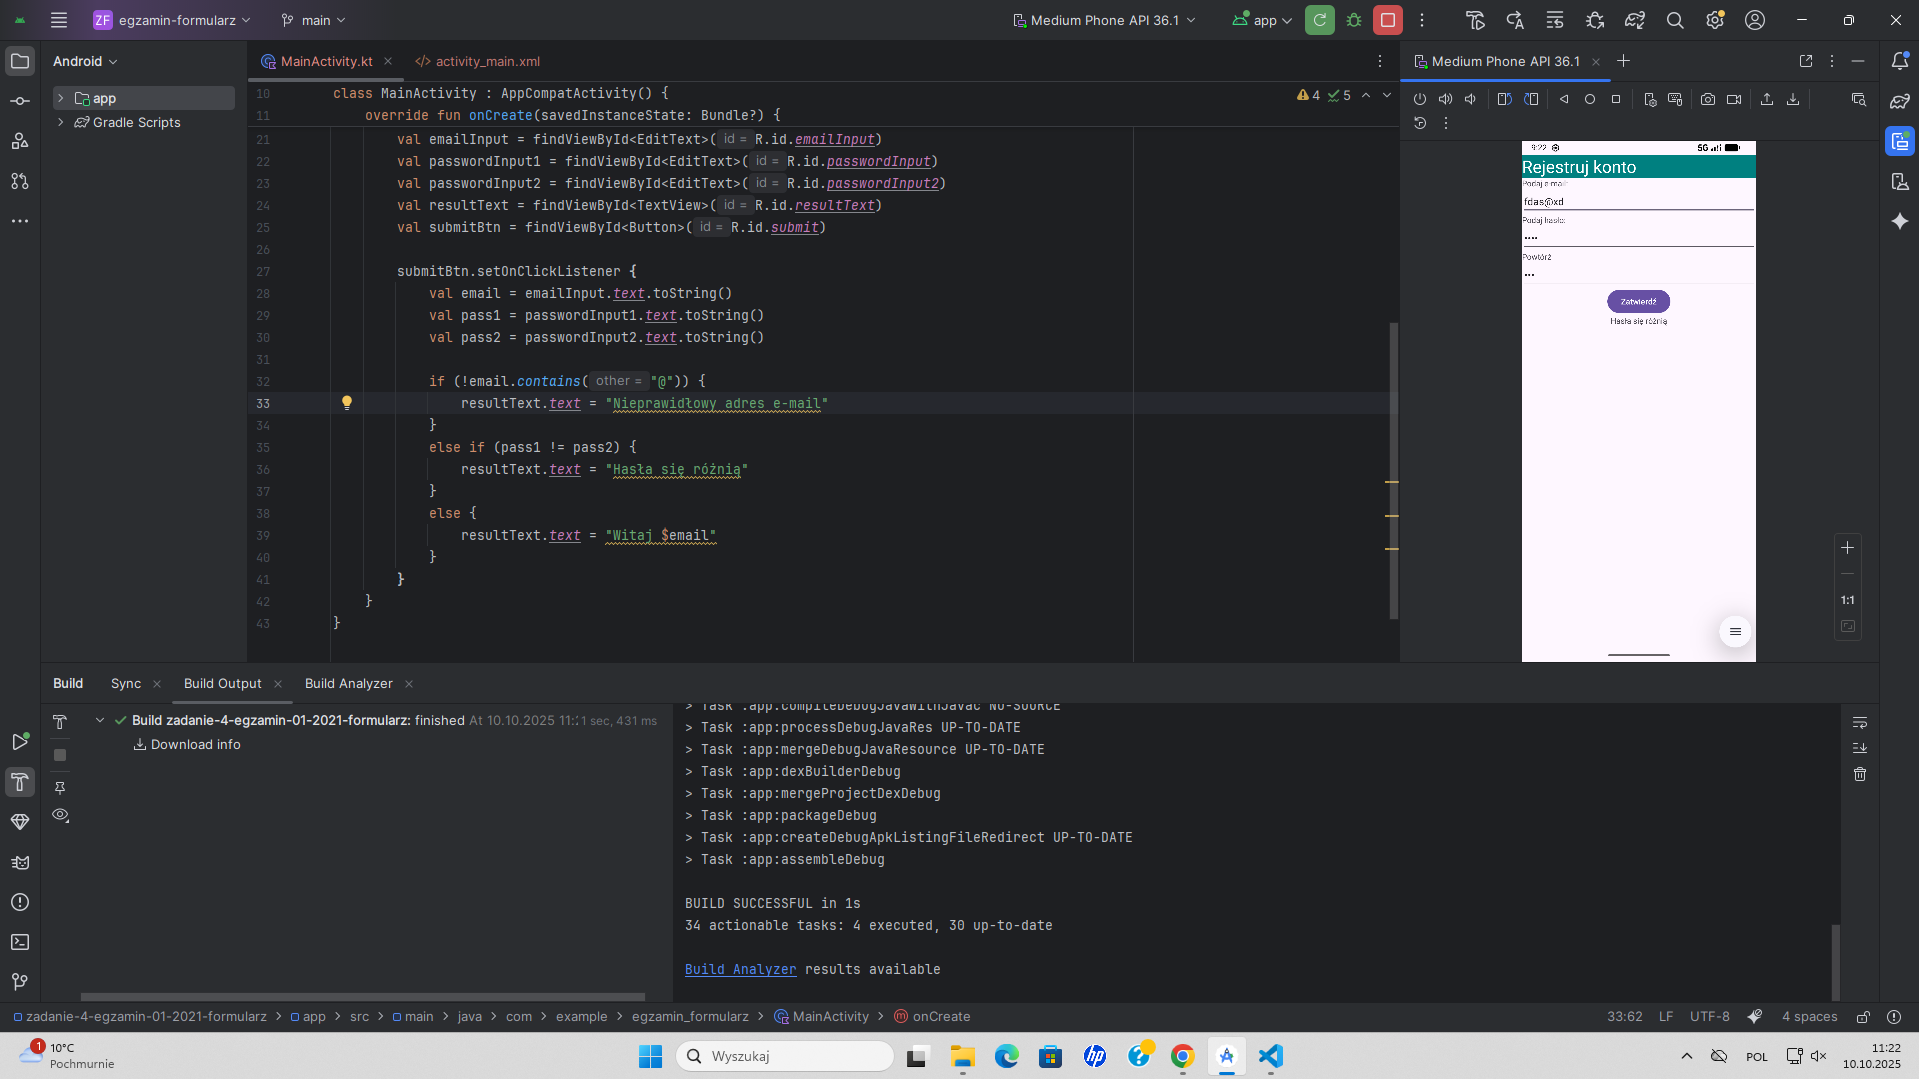 ZF egzamin-formularz main Medium Phone API 36.1 app
Android
app
Gradle Scripts
MainActivity.kt activity_main.xml
4 5
10 class MainActivity : AppCompatActivity() {
11 override fun onCreate(savedInstanceState: Bundle?) {
21 val emailInput = findViewById<EditText>( id = R.id.emailInput)
22 val passwordInput1 = findViewById<EditText>( id = R.id.passwordInput)
23 val passwordInput2 = findViewById<EditText>( id = R.id.passwordInput2)
24 val resultText = findViewById<TextView>( id = R.id.resultText)
25 val submitBtn = findViewById<Button>( id = R.id.submit)
26
27 submitBtn.setOnClickListener {
28 val email = emailInput.text.toString()
29 val pass1 = passwordInput1.text.toString()
30 val pass2 = passwordInput2.text.toString()
31
32 if (!email.contains( other = "@")) {
33 resultText.text = "Nieprawidłowy adres e-mail"
34 }
35 else if (pass1 != pass2) {
36 resultText.text = "Hasła się różnią"
37 }
38 else {
39 resultText.text = "Witaj $email"
40 }
41 }
42 }
43 }
Medium Phone API 36.1
9:22 5G
Rejestruj konto
Podaj e-mail:
fdas@xd
Podaj hasło:
••••
Powtórz
•••
Zatwierdź
Hasła się różnią
1:1
Build Sync Build Output Build Analyzer
Build zadanie-4-egzamin-01-2021-formularz: finished At 10.10.2025 11:2 1 sec, 431 ms
Download info
> Task :app:compileDebugJavaWithJavac NO-SOURCE
> Task :app:processDebugJavaRes UP-TO-DATE
> Task :app:mergeDebugJavaResource UP-TO-DATE
> Task :app:dexBuilderDebug
> Task :app:mergeProjectDexDebug
> Task :app:packageDebug
> Task :app:createDebugApkListingFileRedirect UP-TO-DATE
> Task :app:assembleDebug
BUILD SUCCESSFUL in 1s
34 actionable tasks: 4 executed, 30 up-to-date
Build Analyzer results available
zadanie-4-egzamin-01-2021-formularz > app > src > main > java > com > example > egzamin_formularz > MainActivity > onCreate 33:62 LF UTF-8 4 spaces
1 10°C
Pochmurnie
Wyszukaj
hp
POL
11:22
10.10.2025